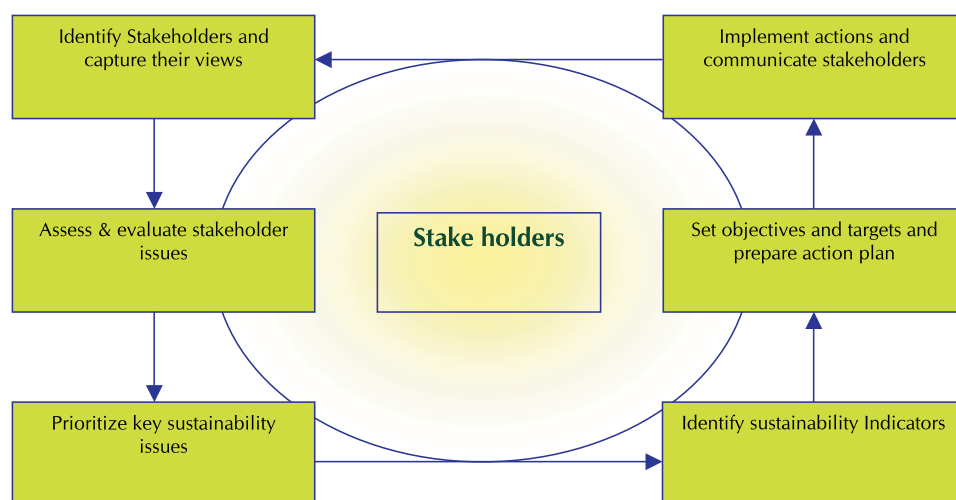 Identify Stakeholders and
capture their views
Implement actions and
communicate stakeholders
Assess & evaluate stakeholder
issues
Stake holders
Set objectives and targets and
prepare action plan
Prioritize key sustainability
issues
Identify sustainability Indicators